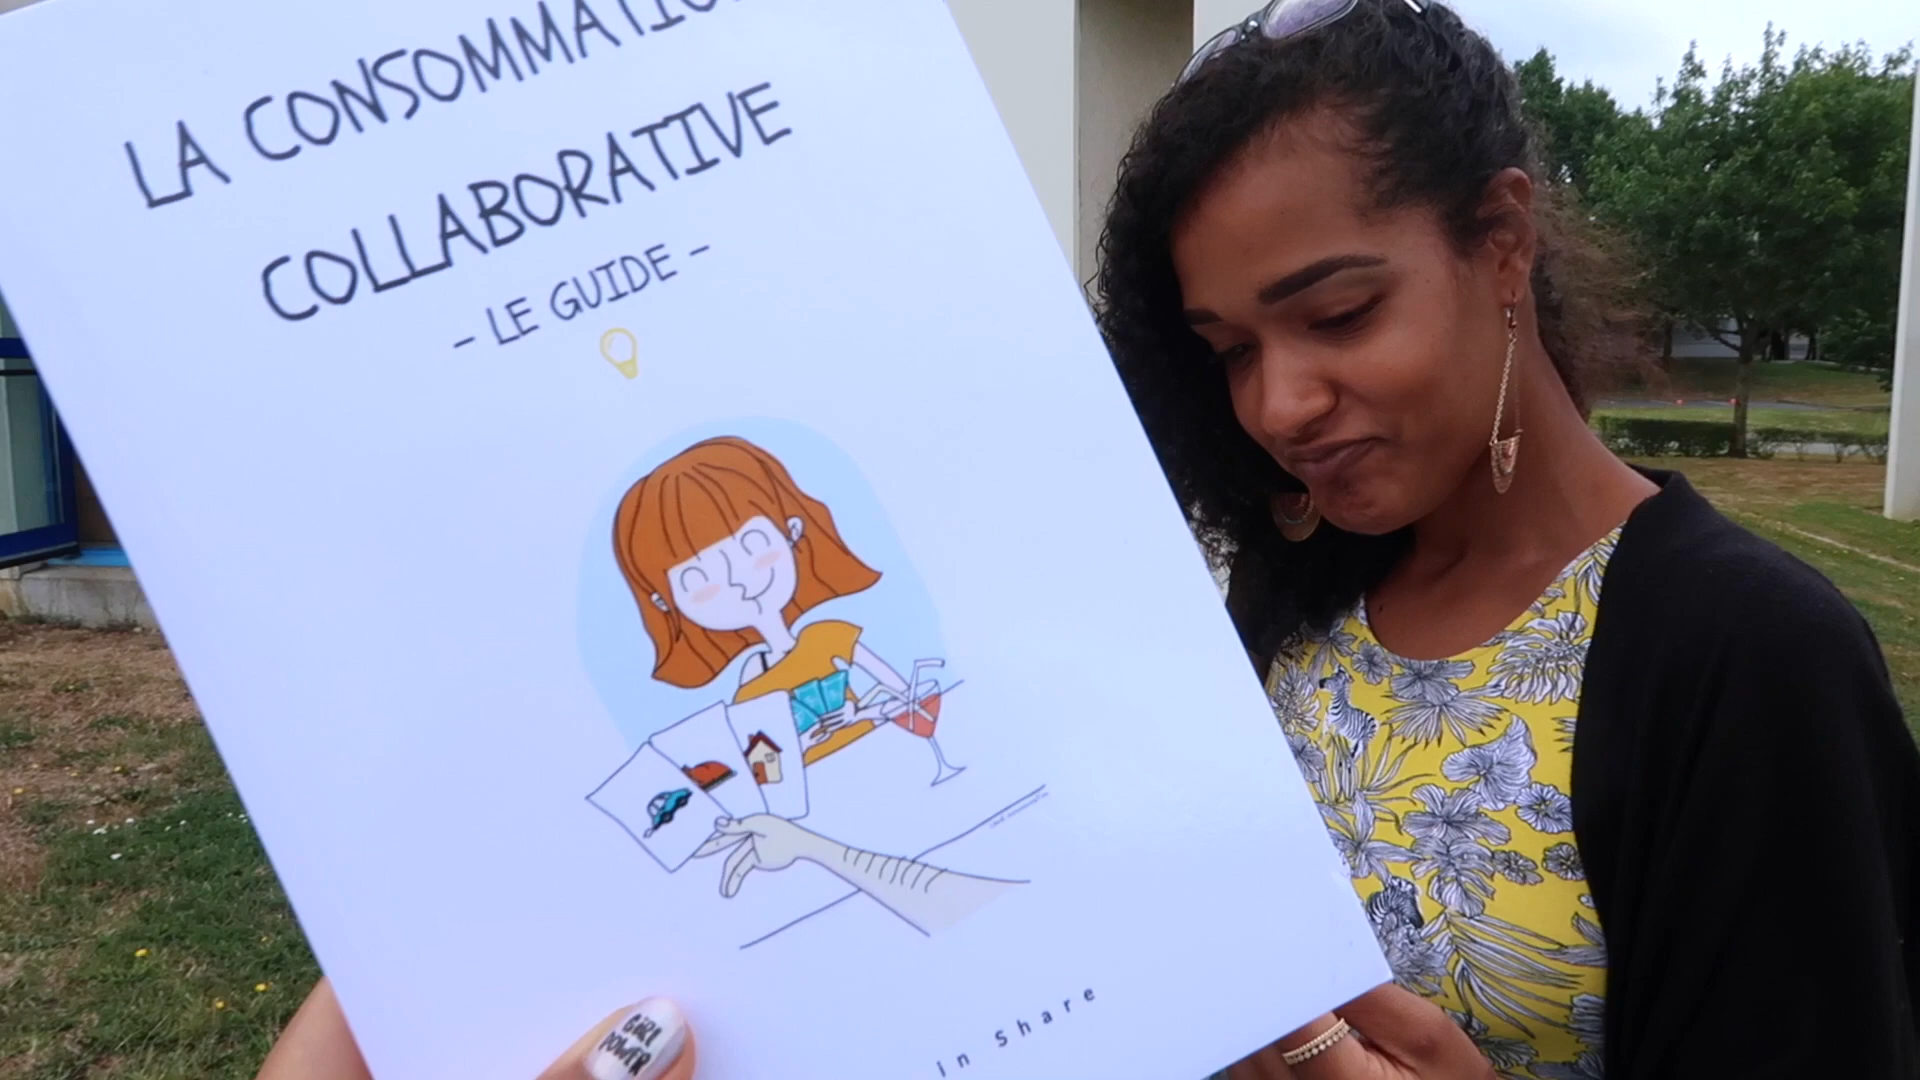 LA CONSOMMATIO
COLLABORATIVE
- LE GUIDE -
in Share
GiRL
POWER